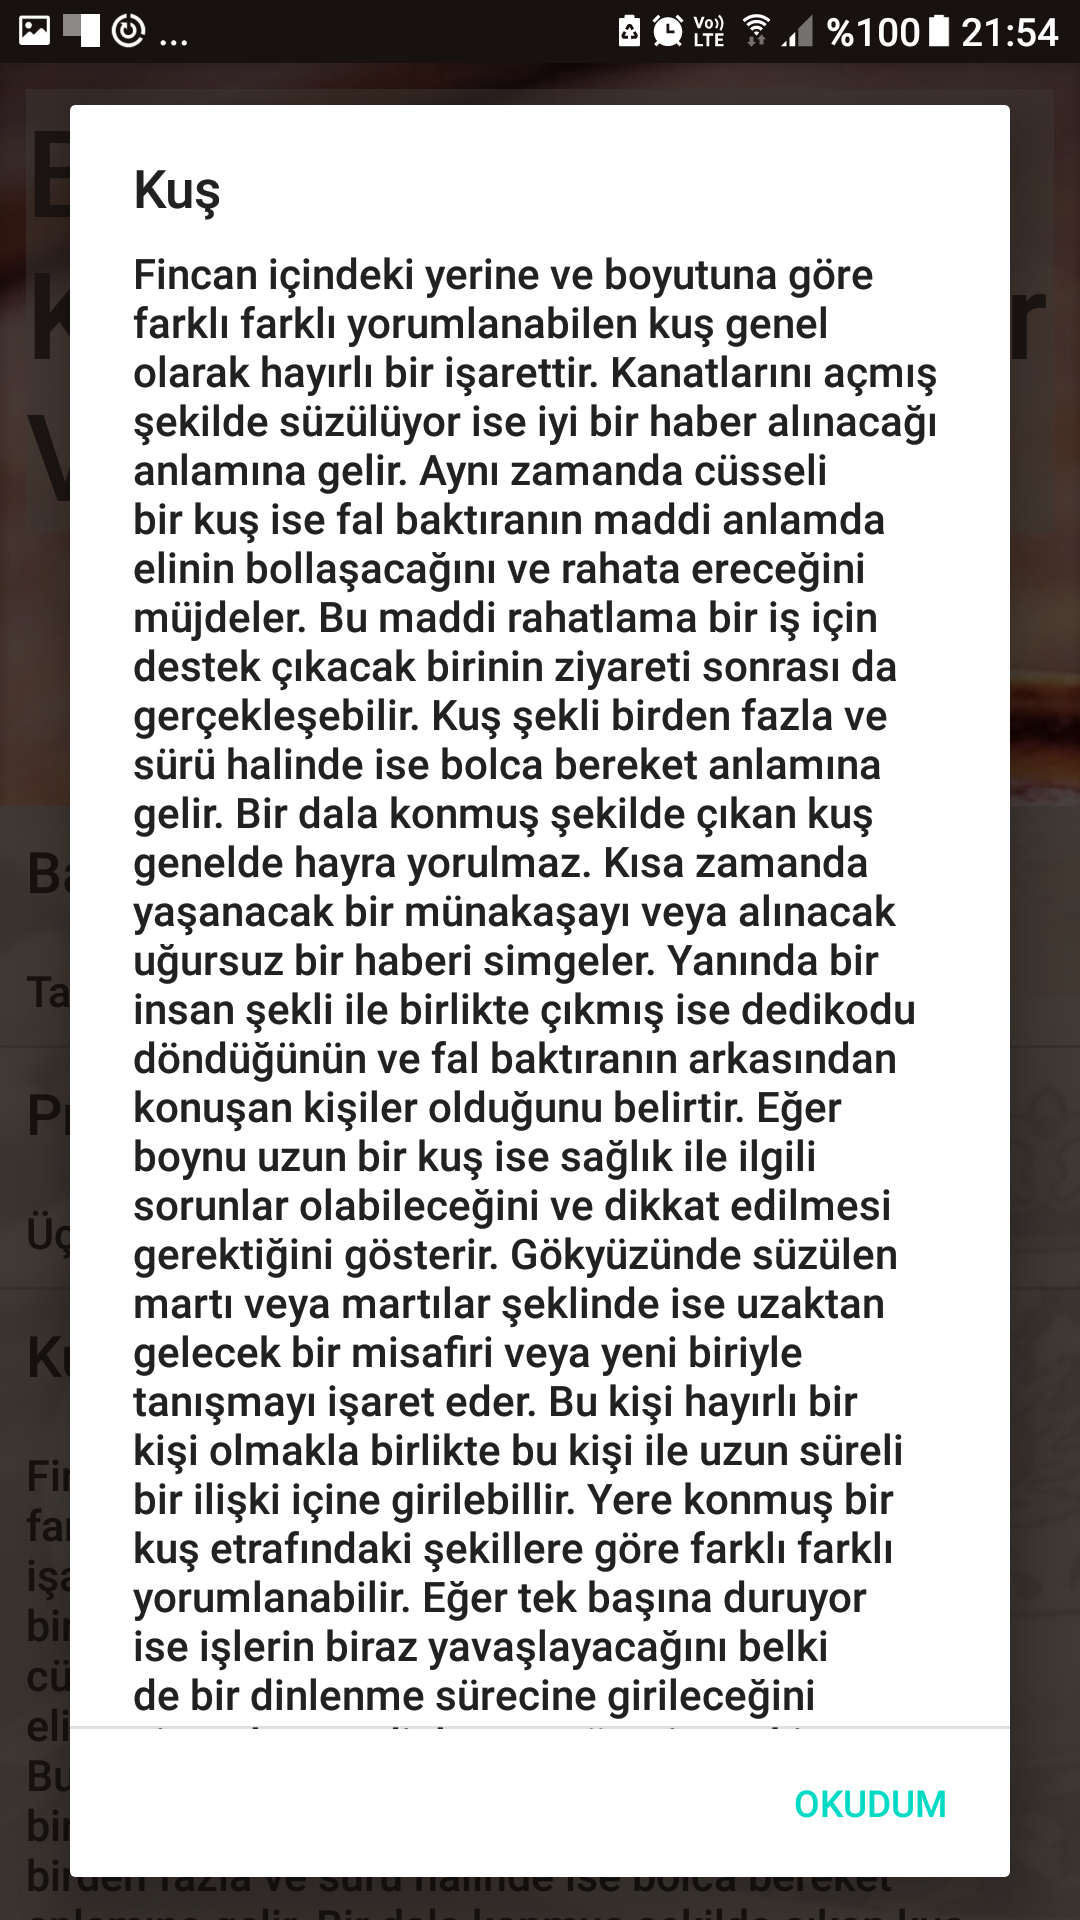 ... Vo)) LTE %100 21:54
Kuş
Fincan içindeki yerine ve boyutuna göre
farklı farklı yorumlanabilen kuş genel
olarak hayırlı bir işarettir. Kanatlarını açmış
şekilde süzülüyor ise iyi bir haber alınacağı
anlamına gelir. Aynı zamanda cüsseli
bir kuş ise fal baktıranın maddi anlamda
elinin bollaşacağını ve rahata ereceğini
müjdeler. Bu maddi rahatlama bir iş için
destek çıkacak birinin ziyareti sonrası da
gerçekleşebilir. Kuş şekli birden fazla ve
sürü halinde ise bolca bereket anlamına
gelir. Bir dala konmuş şekilde çıkan kuş
genelde hayra yorulmaz. Kısa zamanda
yaşanacak bir münakaşayı veya alınacak
uğursuz bir haberi simgeler. Yanında bir
insan şekli ile birlikte çıkmış ise dedikodu
döndüğünün ve fal baktıranın arkasından
konuşan kişiler olduğunu belirtir. Eğer
boynu uzun bir kuş ise sağlık ile ilgili
sorunlar olabileceğini ve dikkat edilmesi
gerektiğini gösterir. Gökyüzünde süzülen
martı veya martılar şeklinde ise uzaktan
gelecek bir misafiri veya yeni biriyle
tanışmayı işaret eder. Bu kişi hayırlı bir
kişi olmakla birlikte bu kişi ile uzun süreli
bir ilişki içine girilebillir. Yere konmuş bir
kuş etrafındaki şekillere göre farklı farklı
yorumlanabilir. Eğer tek başına duruyor
ise işlerin biraz yavaşlayacağını belki
de bir dinlenme sürecine girileceğini
OKUDUM
birden fazla ve sürü halinde ise bolca bereket